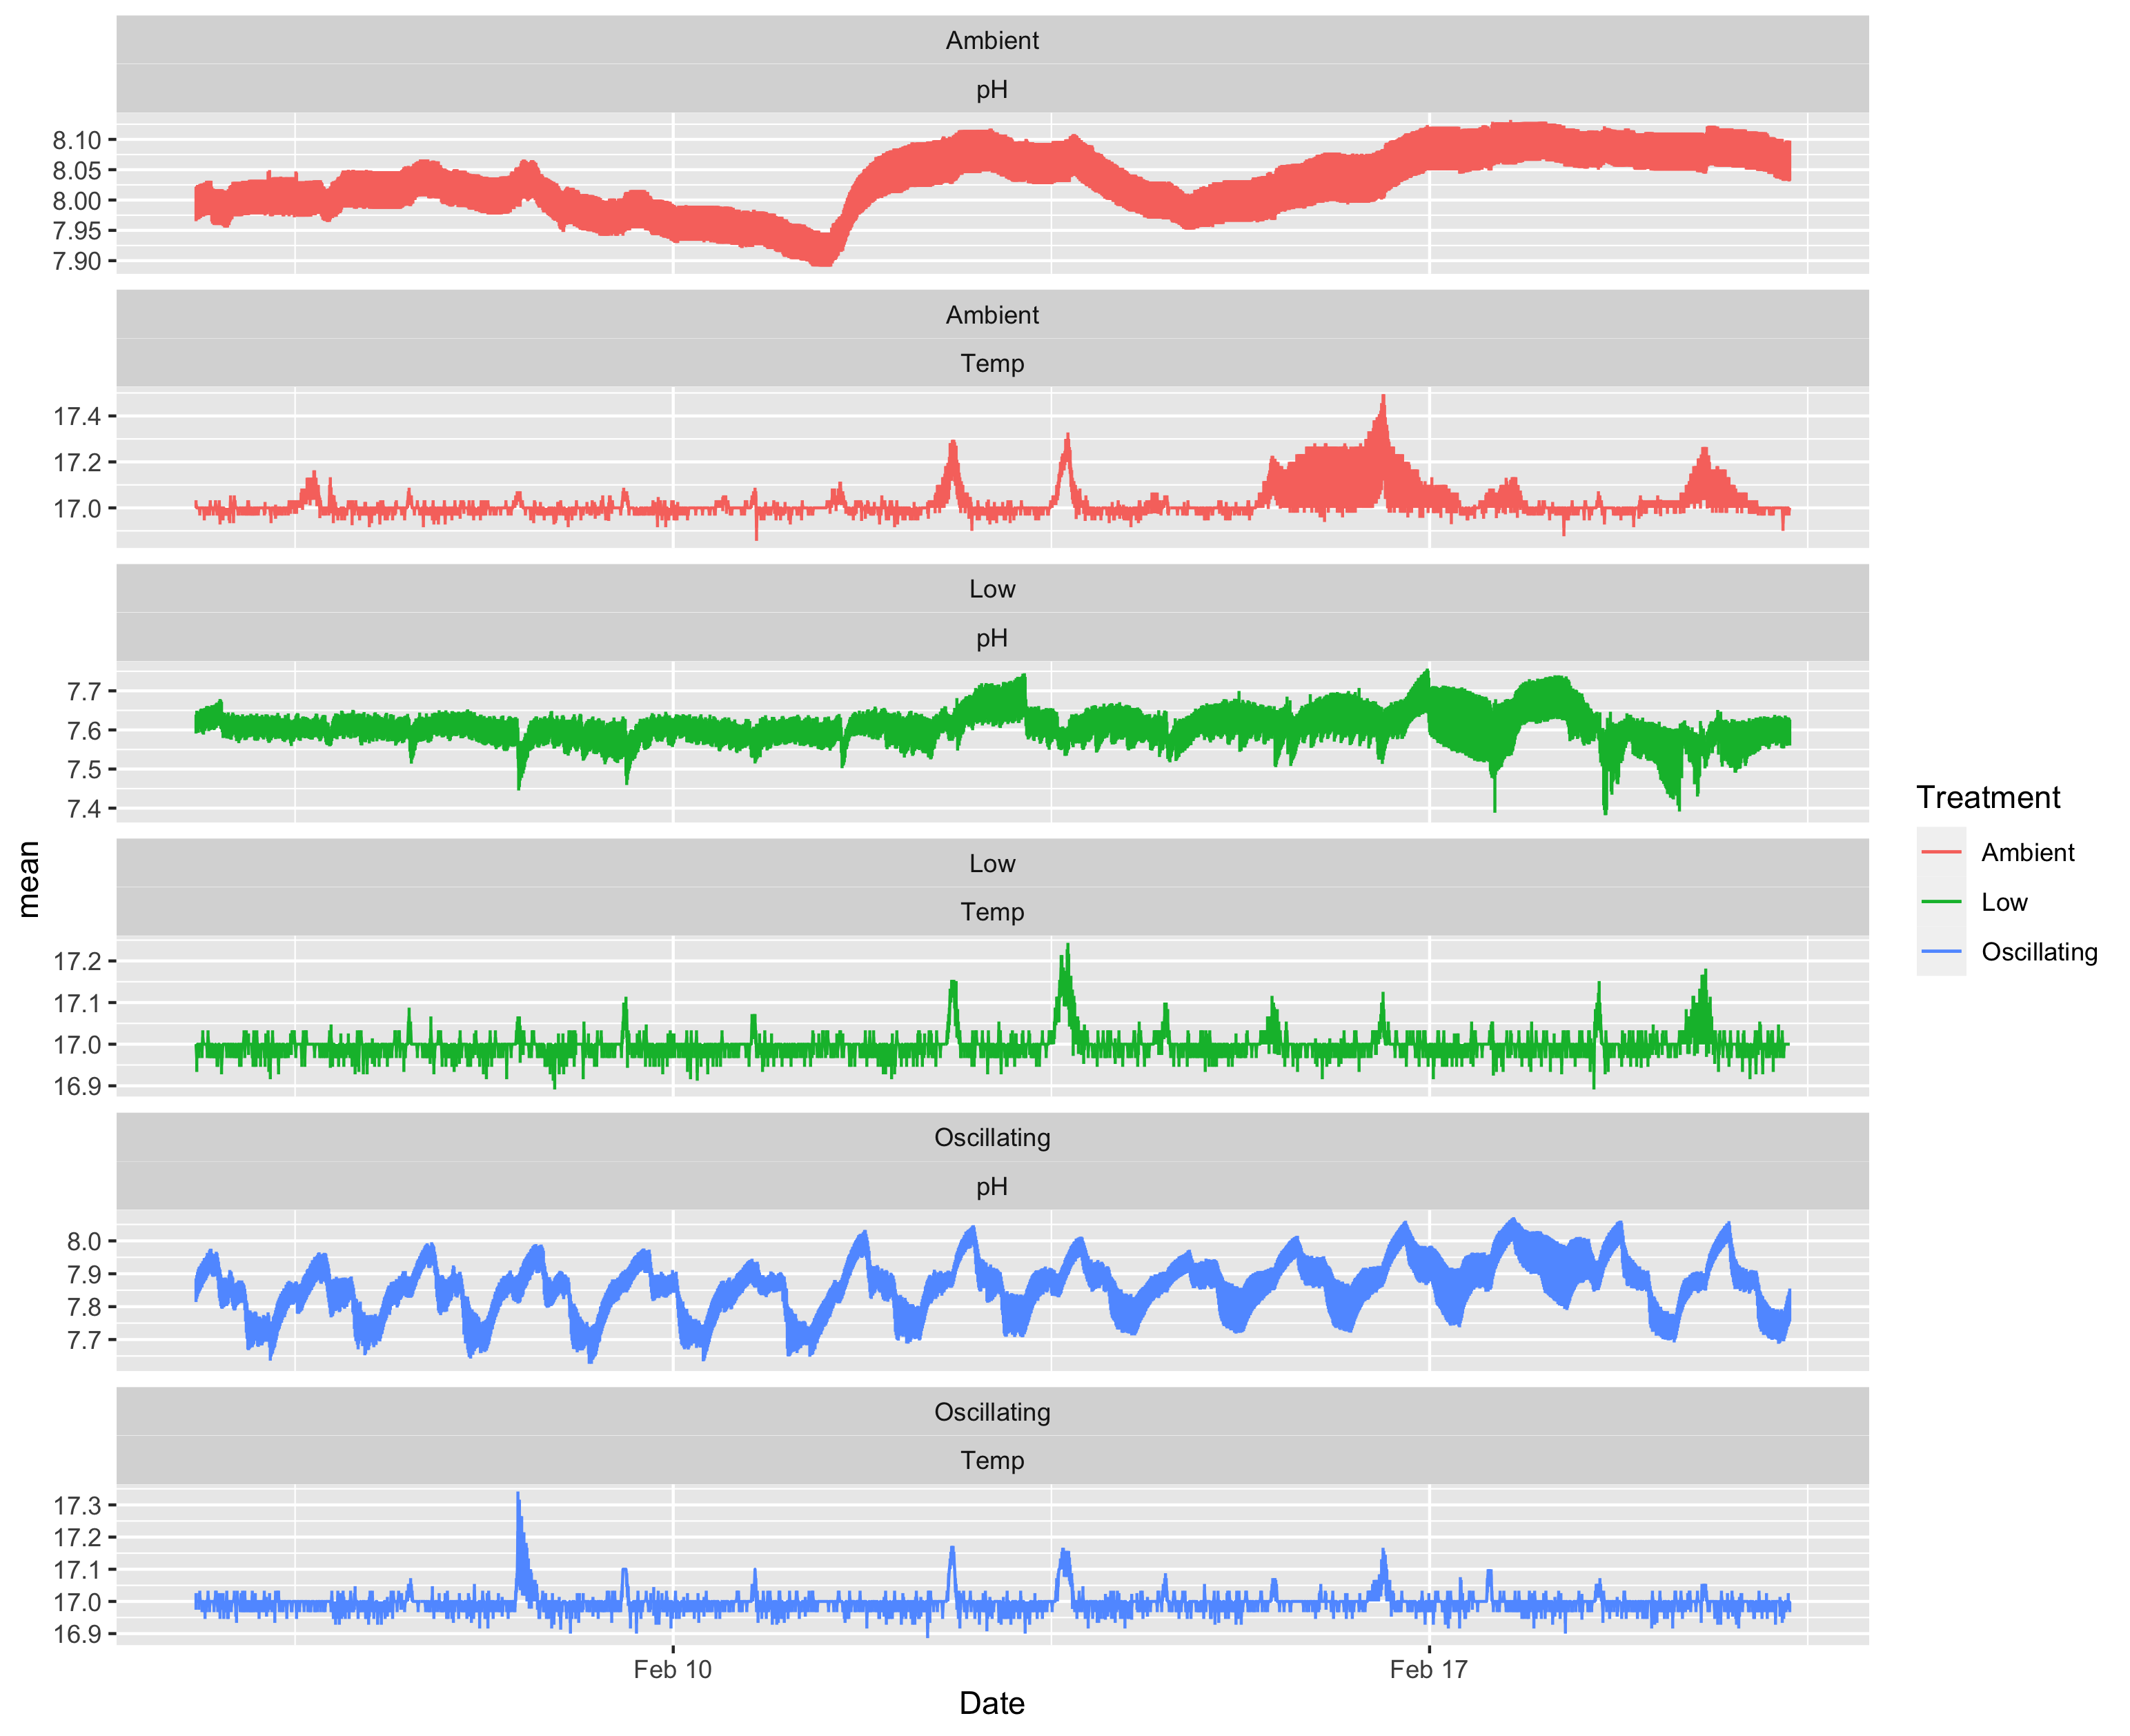 Ambient
pH
8.10
8.05
8.00
7.95
7.90
Ambient
Temp
17.4
17.2
17.0
Low
pH
7.7
7.6
7.5
7.4
Low
Temp
17.2
17.1
17.0
16.9
Oscillating
pH
8.0
7.9
7.8
7.7
Oscillating
Temp
17.3
17.2
17.1
17.0
16.9
Feb 10 Feb 17
Date
mean
Treatment
Ambient
Low
Oscillating